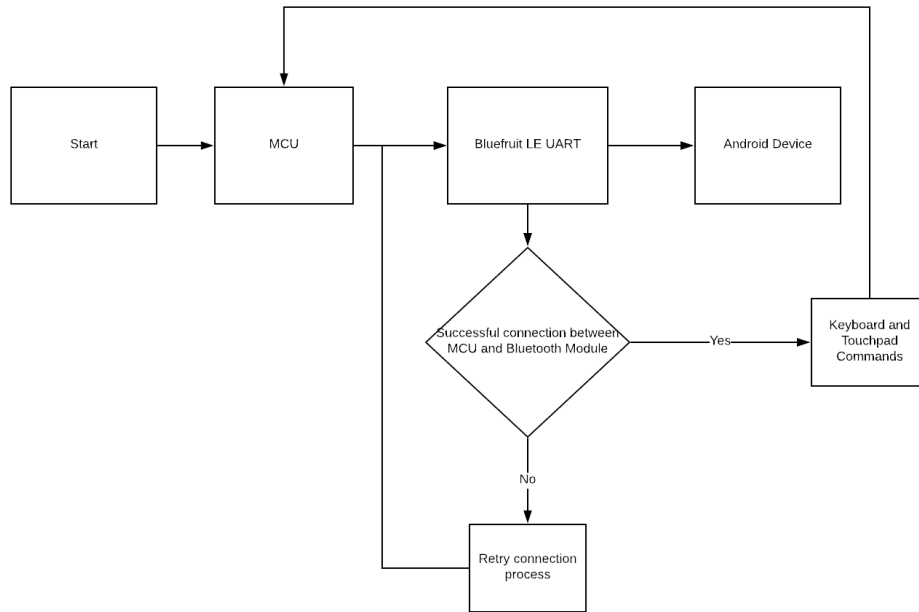 Start
MCU
Bluefruit LE UART
Android Device
Successful connection between
MCU and Bluetooth Module
Yes
Keyboard and
Touchpad
Commands
No
Retry connection
process